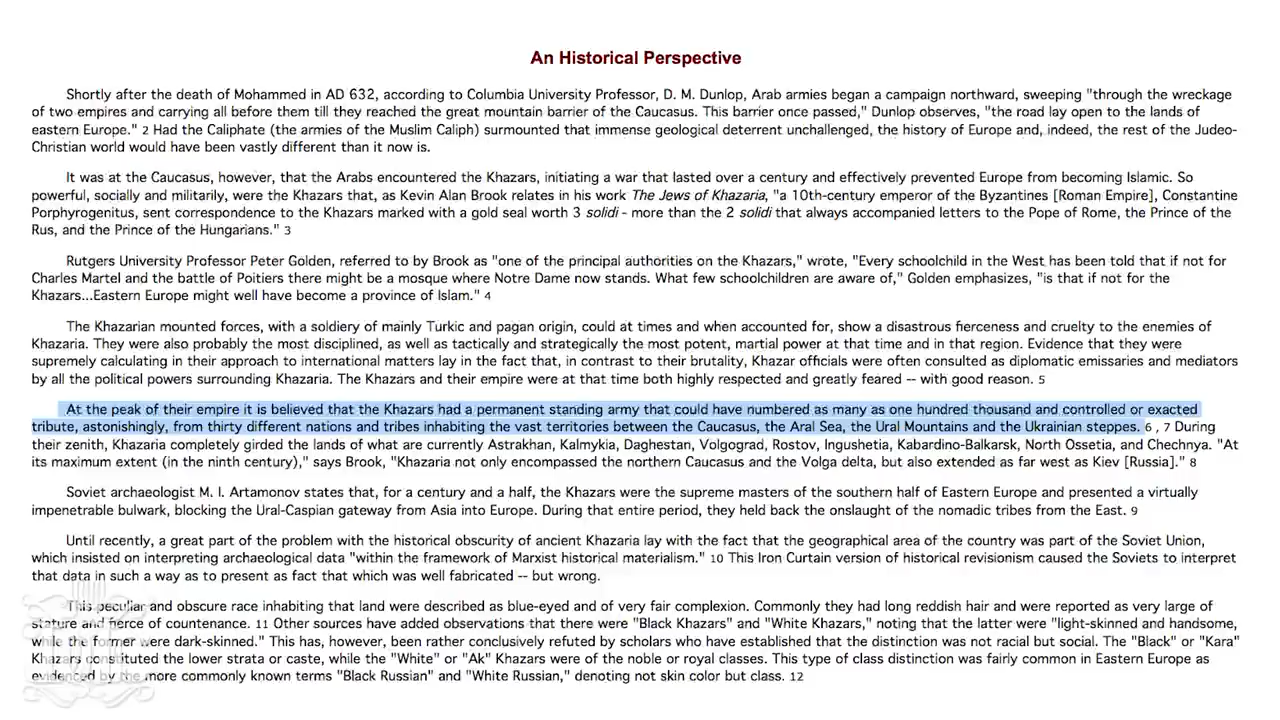 An Historical Perspective
Shortly after the death of Mohammed in AD 632, according to Columbia University Professor, D. M. Dunlop, Arab armies began a campaign northward, sweeping "through the wreckage
of two empires and carrying all before them till they reached the great mountain barrier of the Caucasus. This barrier once passed," Dunlop observes, "the road lay open to the lands of
eastern Europe." 2 Had the Caliphate (the armies of the Muslim Caliph) surmounted that immense geological deterrent unchallenged, the history of Europe and, indeed, the rest of the Judeo-
Christian world would have been vastly different than it now is.
It was at the Caucasus, however, that the Arabs encountered the Khazars, initiating a war that lasted over a century and effectively prevented Europe from becoming Islamic. So
powerful, socially and militarily, were the Khazars that, as Kevin Alan Brook relates in his work The Jews of Khazaria, "a 10th-century emperor of the Byzantines [Roman Empire], Constantine
Porphyrogenitus, sent correspondence to the Khazars marked with a gold seal worth 3 solidi - more than the 2 solidi that always accompanied letters to the Pope of Rome, the Prince of the
Rus, and the Prince of the Hungarians." 3
Rutgers University Professor Peter Golden, referred to by Brook as "one of the principal authorities on the Khazars," wrote, "Every schoolchild in the West has been told that if not for
Charles Martel and the battle of Poitiers there might be a mosque where Notre Dame now stands. What few schoolchildren are aware of," Golden emphasizes, "is that if not for the
Khazars...Eastern Europe might well have become a province of Islam." 4
The Khazarian mounted forces, with a soldiery of mainly Turkic and pagan origin, could at times and when accounted for, show a disastrous fierceness and cruelty to the enemies of
Khazaria. They were also probably the most disciplined, as well as tactically and strategically the most potent, martial power at that time and in that region. Evidence that they were
supremely calculating in their approach to international matters lay in the fact that, in contrast to their brutality, Khazar officials were often consulted as diplomatic emissaries and mediators
by all the political powers surrounding Khazaria. The Khazars and their empire were at that time both highly respected and greatly feared -- with good reason. 5
At the peak of their empire it is believed that the Khazars had a permanent standing army that could have numbered as many as one hundred thousand and controlled or exacted
tribute, astonishingly, from thirty different nations and tribes inhabiting the vast territories between the Caucasus, the Aral Sea, the Ural Mountains and the Ukrainian steppes. 6 , 7 During
their zenith, Khazaria completely girded the lands of what are currently Astrakhan, Kalmykia, Daghestan, Volgograd, Rostov, Ingushetia, Kabardino-Balkarsk, North Ossetia, and Chechnya. "At
its maximum extent (in the ninth century)," says Brook, "Khazaria not only encompassed the northern Caucasus and the Volga delta, but also extended as far west as Kiev [Russia]." 8
Soviet archaeologist M. I. Artamonov states that, for a century and a half, the Khazars were the supreme masters of the southern half of Eastern Europe and presented a virtually
impenetrable bulwark, blocking the Ural-Caspian gateway from Asia into Europe. During that entire period, they held back the onslaught of the nomadic tribes from the East. 9
Until recently, a great part of the problem with the historical obscurity of ancient Khazaria lay with the fact that the geographical area of the country was part of the Soviet Union,
which insisted on interpreting archaeological data "within the framework of Marxist historical materialism." 10 This Iron Curtain version of historical revisionism caused the Soviets to interpret
that data in such a way as to present as fact that which was well fabricated -- but wrong.
This peculiar and obscure race inhabiting that land were described as blue-eyed and of very fair complexion. Commonly they had long reddish hair and were reported as very large of
stature and fierce of countenance. 11 Other sources have added observations that there were "Black Khazars" and "White Khazars," noting that the latter were "light-skinned and handsome,
while the former were dark-skinned." This has, however, been rather conclusively refuted by scholars who have established that the distinction was not racial but social. The "Black" or "Kara"
Khazars constituted the lower strata or caste, while the "White" or "Ak" Khazars were of the noble or royal classes. This type of class distinction was fairly common in Eastern Europe as
evidenced by the more commonly known terms "Black Russian" and "White Russian," denoting not skin color but class. 12